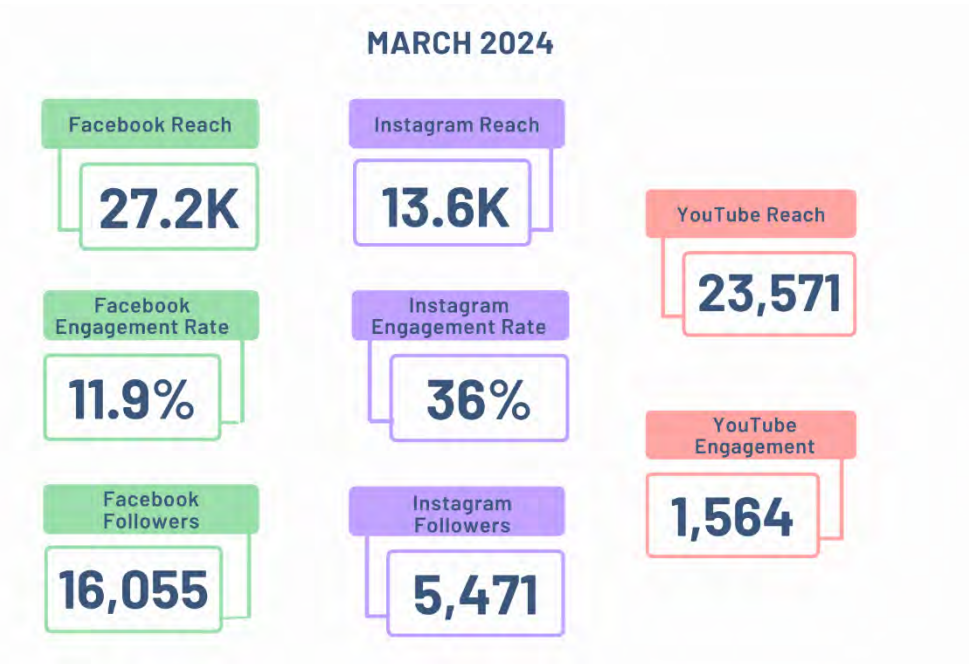 MARCH 2024
Facebook Reach
27.2K
Facebook
Engagement Rate
11.9%
Facebook
Followers
16,055
Instagram Reach
13.6K
Instagram
Engagement Rate
36%
Instagram
Followers
5,471
YouTube Reach
23,571
YouTube
Engagement
1,564